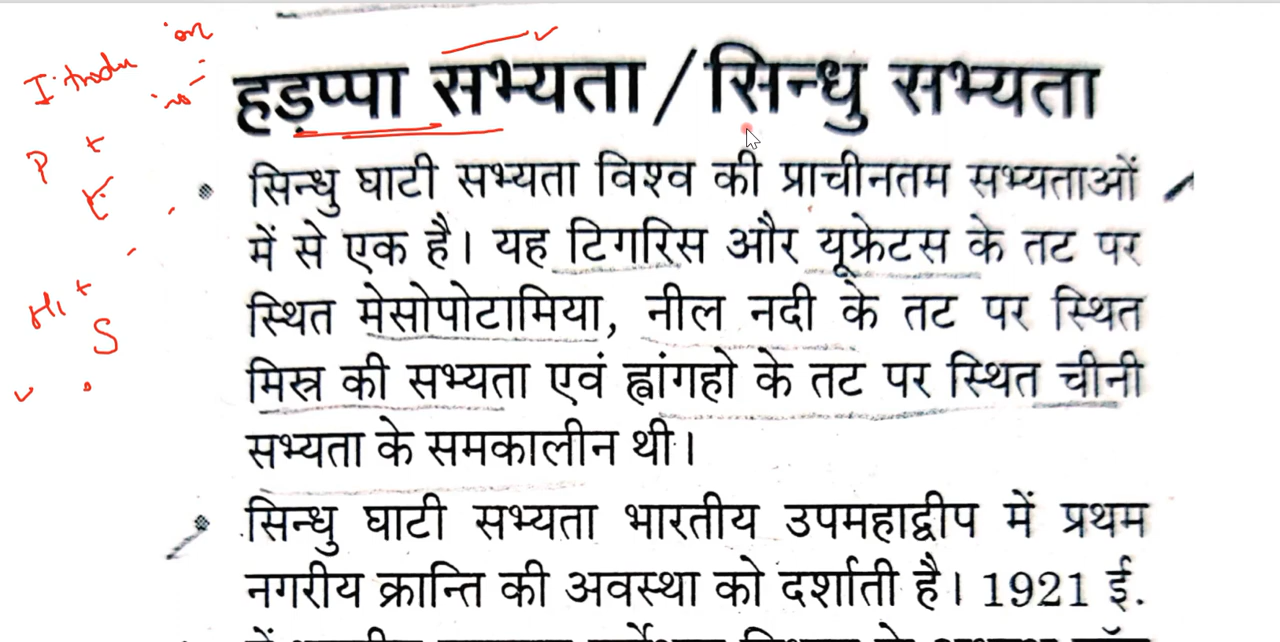 हड़प्पा सभ्यता / सिन्धु सभ्यता
• सिन्धु घाटी सभ्यता विश्व की प्राचीनतम सभ्यताओं
में से एक है। यह टिगरिस और यूफ्रेटस के तट पर
स्थित मेसोपोटामिया, नील नदी के तट पर स्थित
मिस्र की सभ्यता एवं ह्वांगहो के तट पर स्थित चीनी
सभ्यता के समकालीन थी।
• सिन्धु घाटी सभ्यता भारतीय उपमहाद्वीप में प्रथम
नगरीय क्रान्ति की अवस्था को दर्शाती है। 1921 ई.